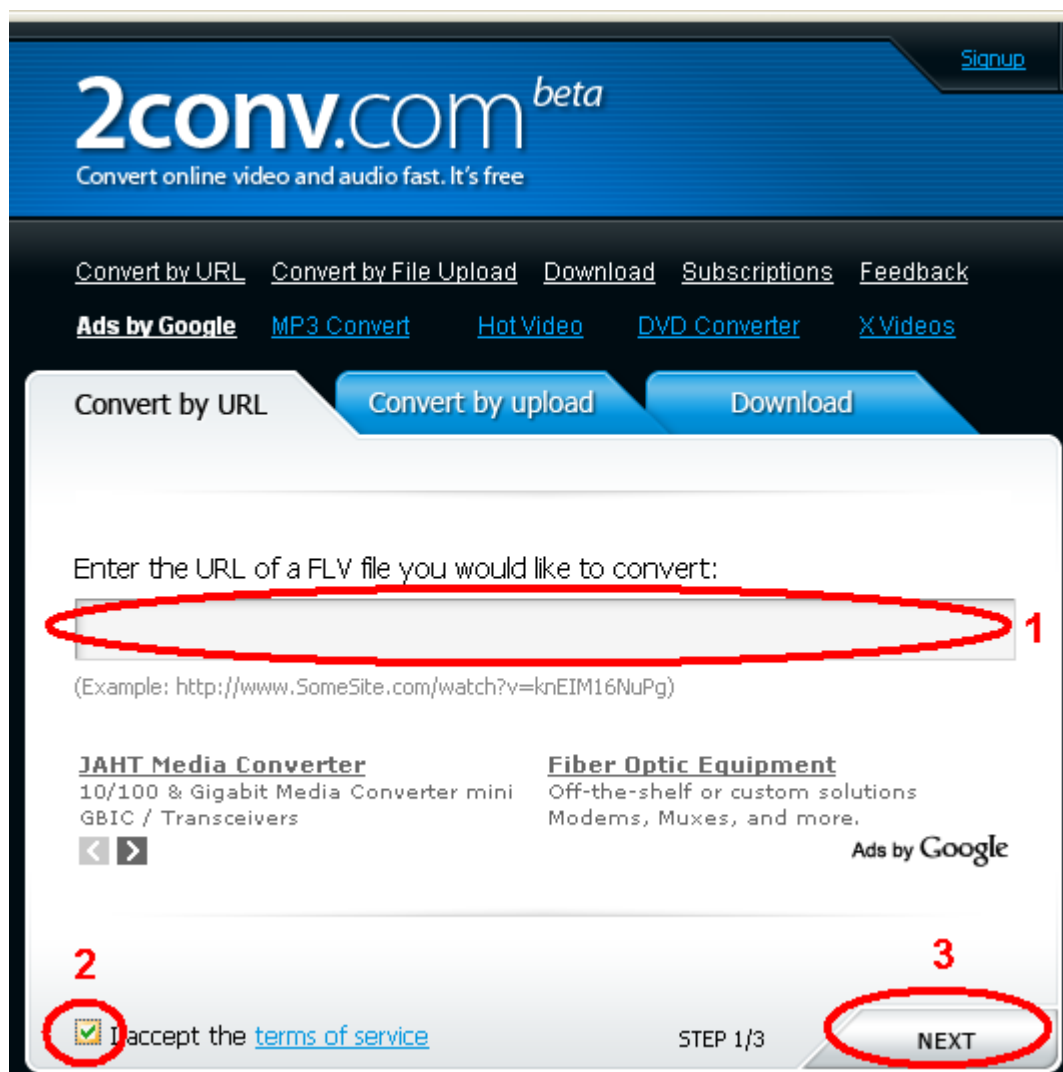 Signup
2conv.com beta
Convert online video and audio fast. It's free
Convert by URL Convert by File Upload Download Subscriptions Feedback
Ads by Google MP3 Convert Hot Video DVD Converter X Videos
Convert by URL Convert by upload Download
Enter the URL of a FLV file you would like to convert:
1
(Example: http://www.SomeSite.com/watch?v=knEIM16NuPg)
JAHT Media Converter
10/100 & Gigabit Media Converter mini
GBIC / Transceivers
Fiber Optic Equipment
Off-the-shelf or custom solutions
Modems, Muxes, and more.
Ads by Google
2
3
I accept the terms of service STEP 1/3 NEXT